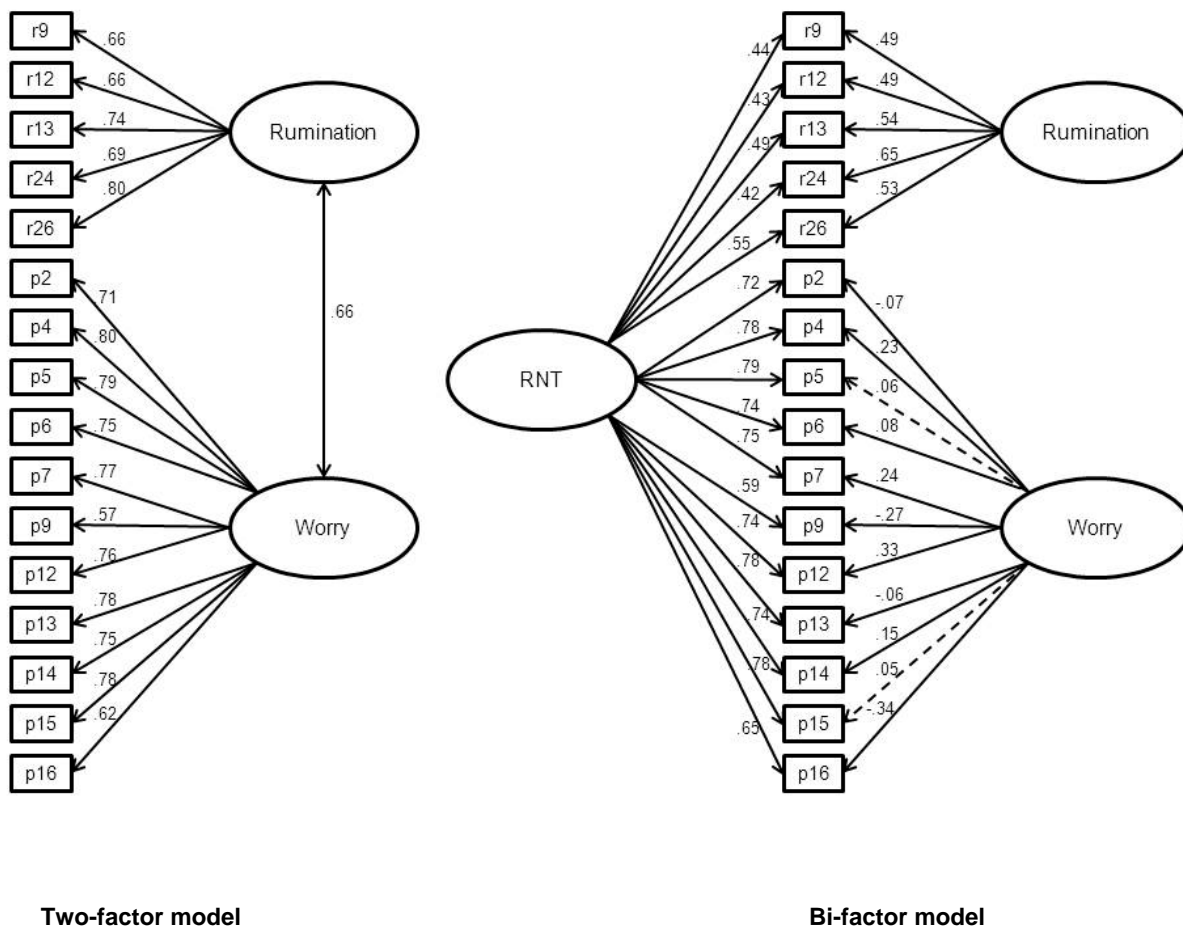 r9
r12
r13
r24
r26
p2
p4
p5
p6
p7
p9
p12
p13
p14
p15
p16
.66
.66
.74
.69
.80
.71
.80
.79
.75
.77
.57
.76
.78
.75
.78
.62
Rumination
.66
Worry
RNT
.44
.43
.49
.42
.55
.72
.78
.79
.74
.75
.59
.74
.78
.74
.78
.65
r9
r12
r13
r24
r26
p2
p4
p5
p6
p7
p9
p12
p13
p14
p15
p16
.49
.49
.54
.65
.53
-.07
.23
.06
.08
.24
-.27
.33
-.06
.15
.05
-.34
Rumination
Worry
Two-factor model
Bi-factor model